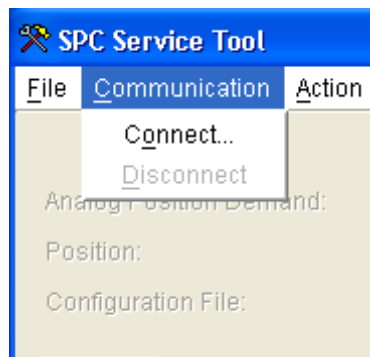 SPC Service Tool
File Communication Action
Connect...
Disconnect
Analog Position Demand:
Position:
Configuration File: